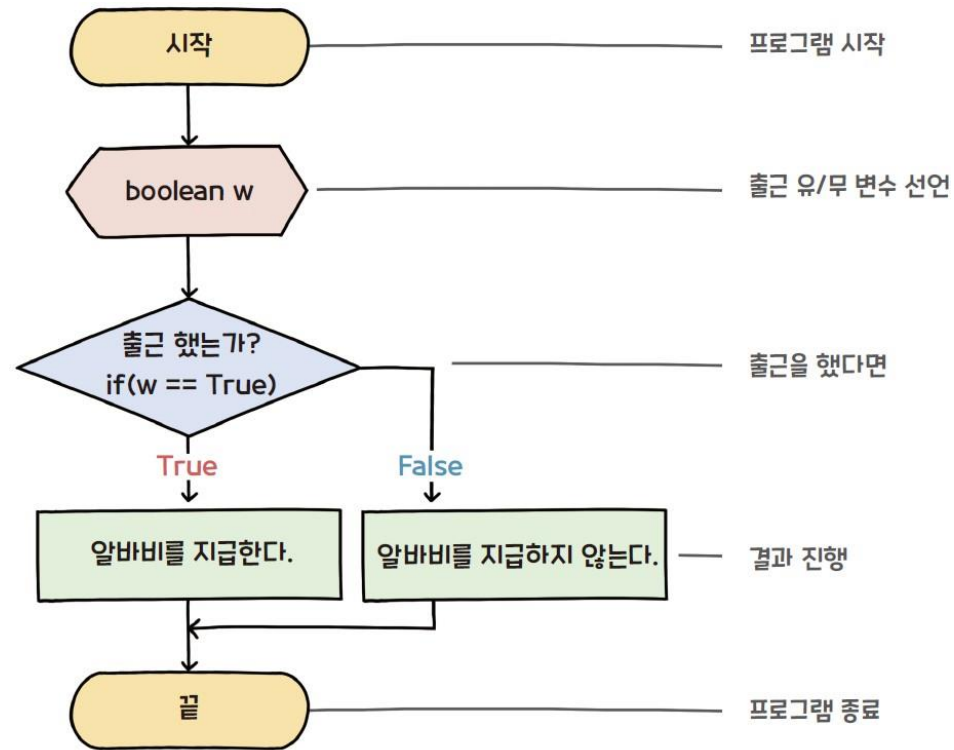 시작
프로그램 시작
boolean w
출근 유/무 변수 선언
출근 했는가?
if(w == True)
출근을 했다면
True
False
알바비를 지급한다.
알바비를 지급하지 않는다.
결과 진행
끝
프로그램 종료